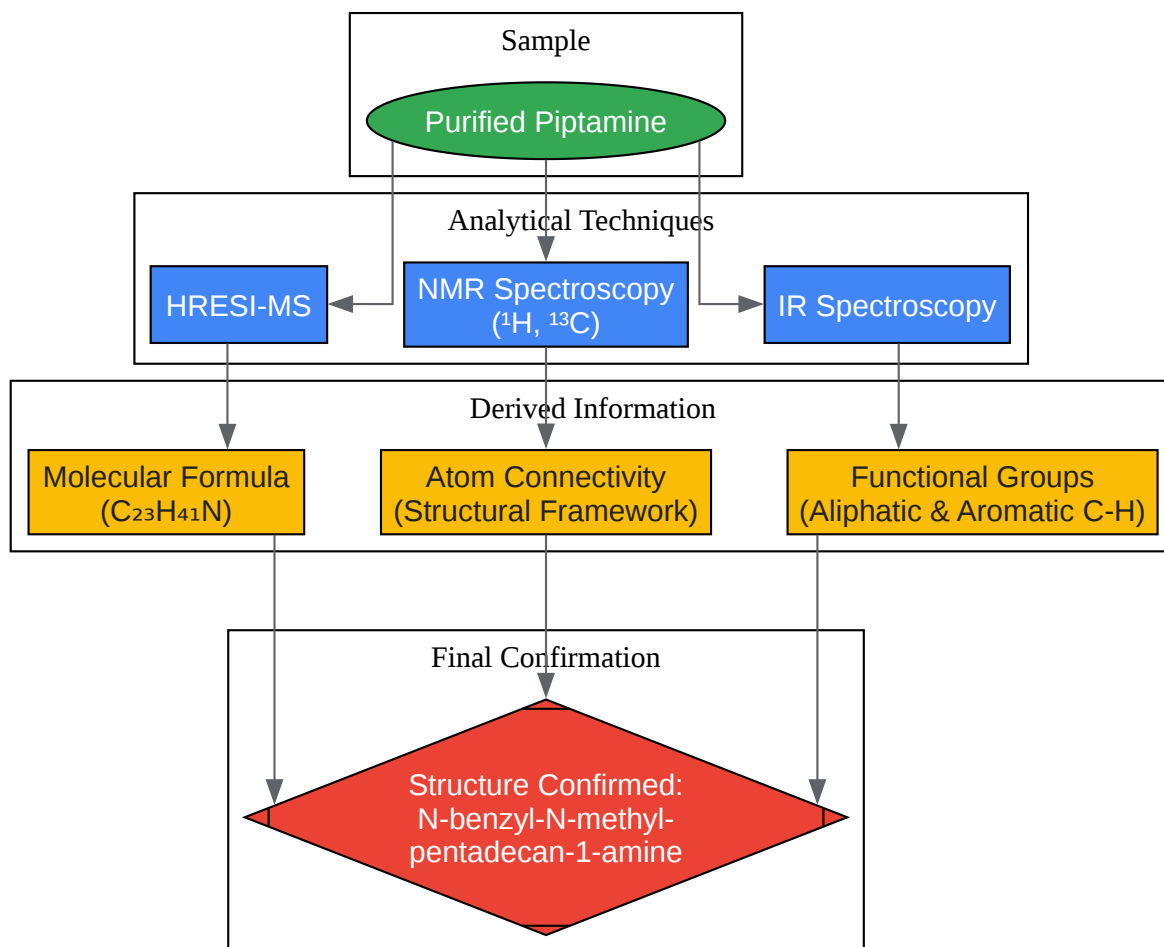 Sample
Purified Piptamine
Analytical Techniques
HRESI-MS
NMR Spectroscopy
(¹H, ¹³C)
IR Spectroscopy
Derived Information
Molecular Formula
(C₂₃H₄₁N)
Atom Connectivity
(Structural Framework)
Functional Groups
(Aliphatic & Aromatic C-H)
Final Confirmation
Structure Confirmed:
N-benzyl-N-methyl-
pentadecan-1-amine